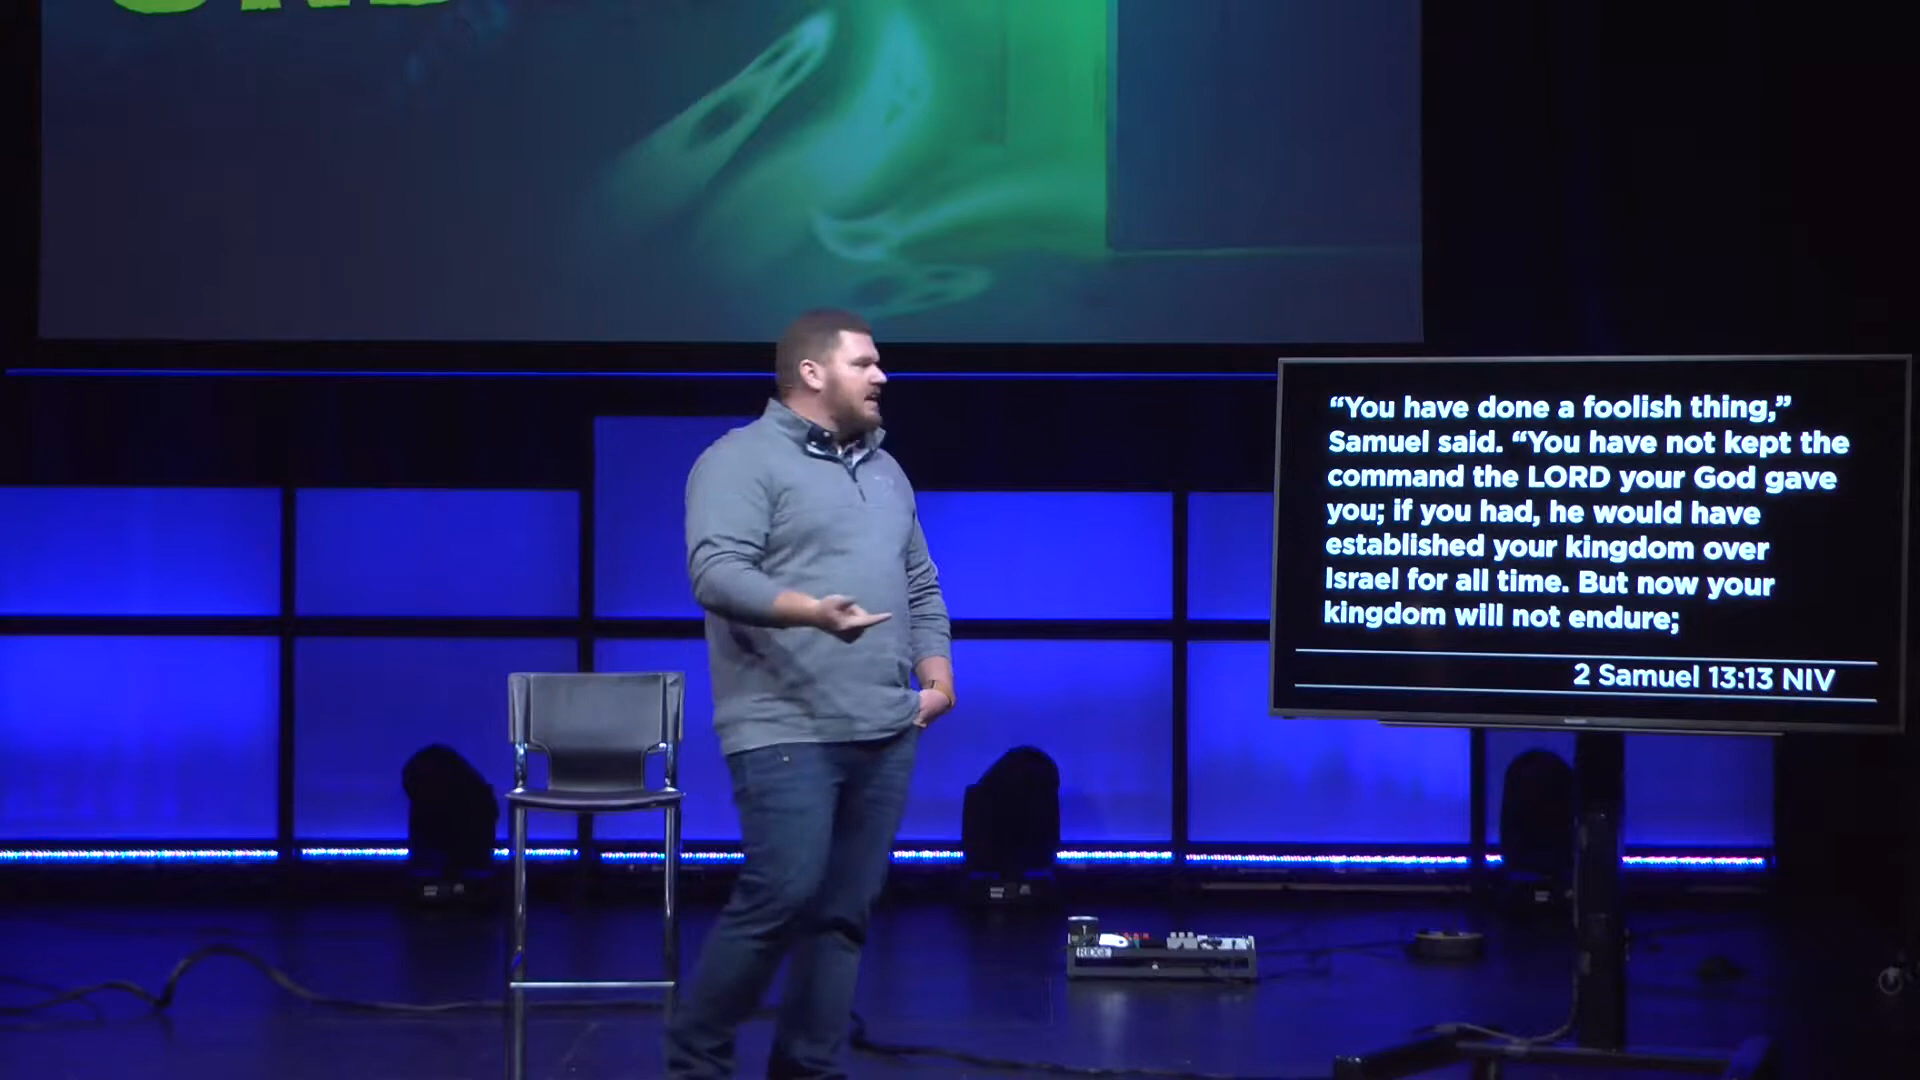 “You have done a foolish thing,”
Samuel said. “You have not kept the
command the LORD your God gave
you; if you had, he would have
established your kingdom over
Israel for all time. But now your
kingdom will not endure;
2 Samuel 13:13 NIV
RIDGE